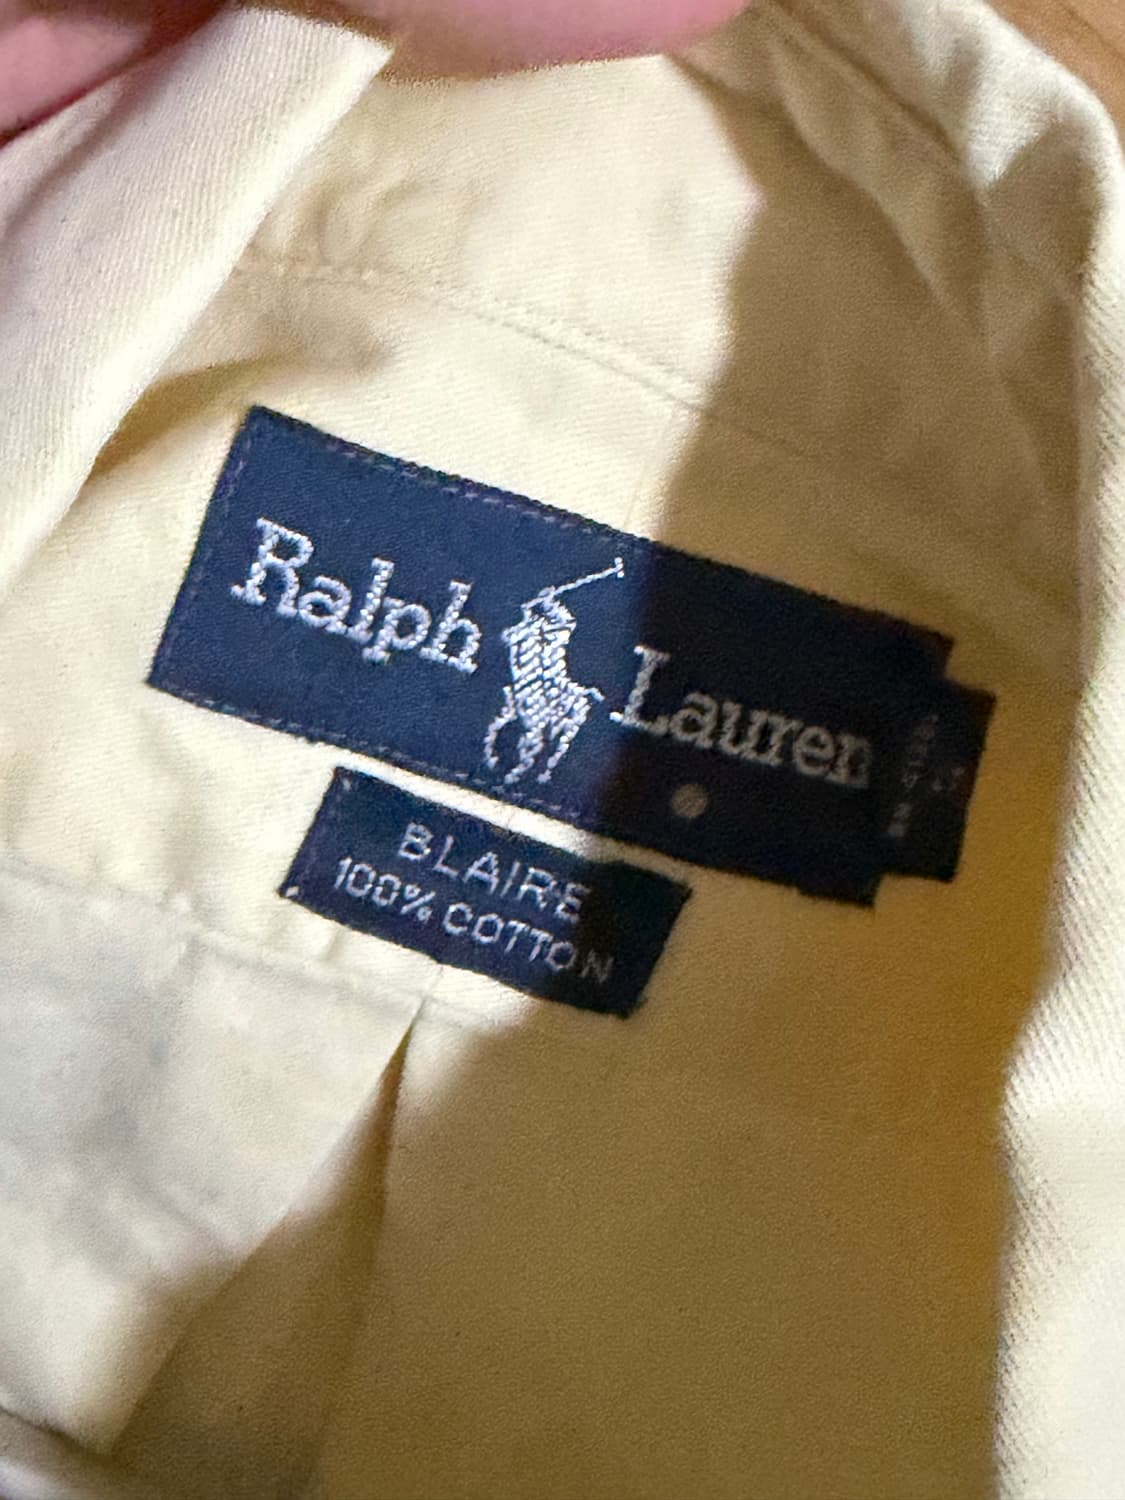 Ralph Lauren
BLAIRE
100% COTTON